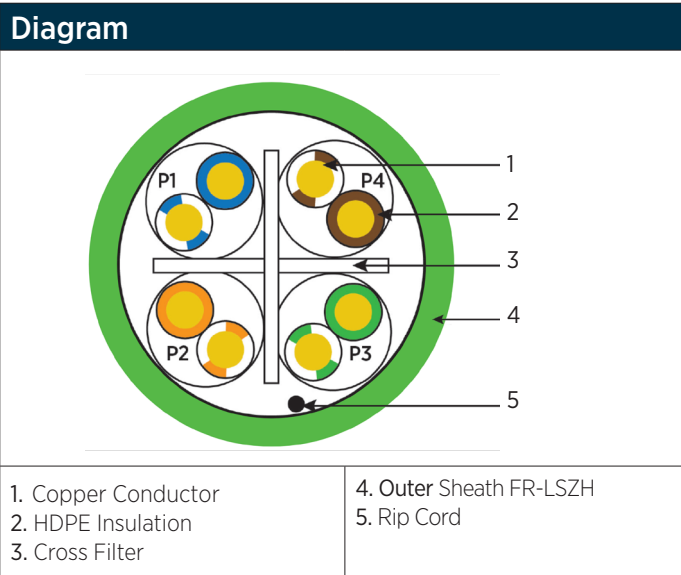 Diagram
P1
P4
1
2
3
4
P2
P3
5
1. Copper Conductor
2. HDPE Insulation
3. Cross Filter
4. Outer Sheath FR-LSZH
5. Rip Cord